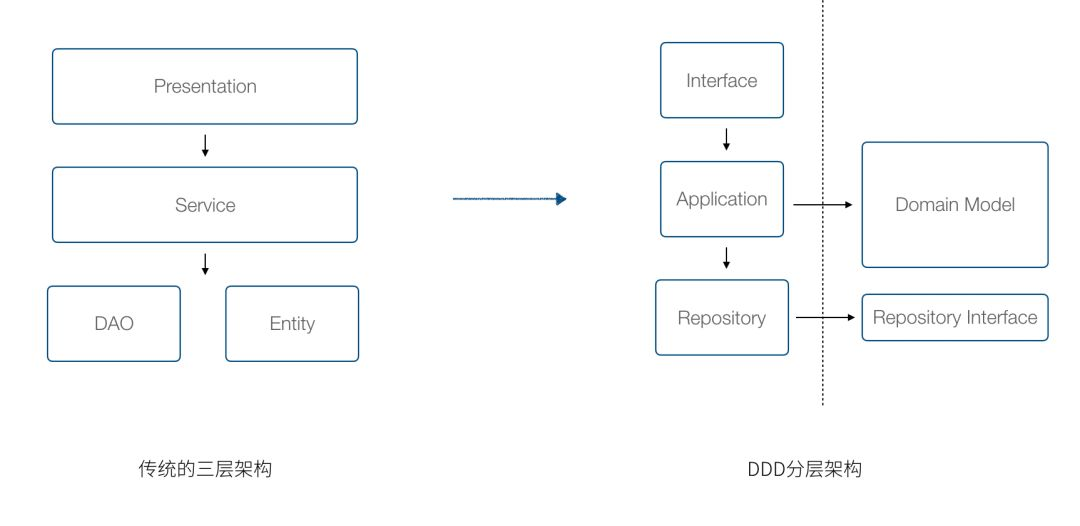 Presentation
Service
DAO
Entity
传统的三层架构
Interface
Application
Domain Model
Repository
Repository Interface
DDD分层架构